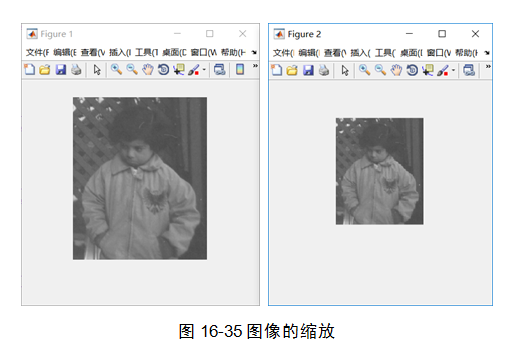 Figure 1
文件(F 编辑(E 查看(V 插入(I 工具(T 桌面(D 窗口(W 帮助(H
Figure 2
文件( 编辑( 查看(\ 插入(I 工具( 桌面( 窗口(W 帮助(H
图 16-35 图像的缩放